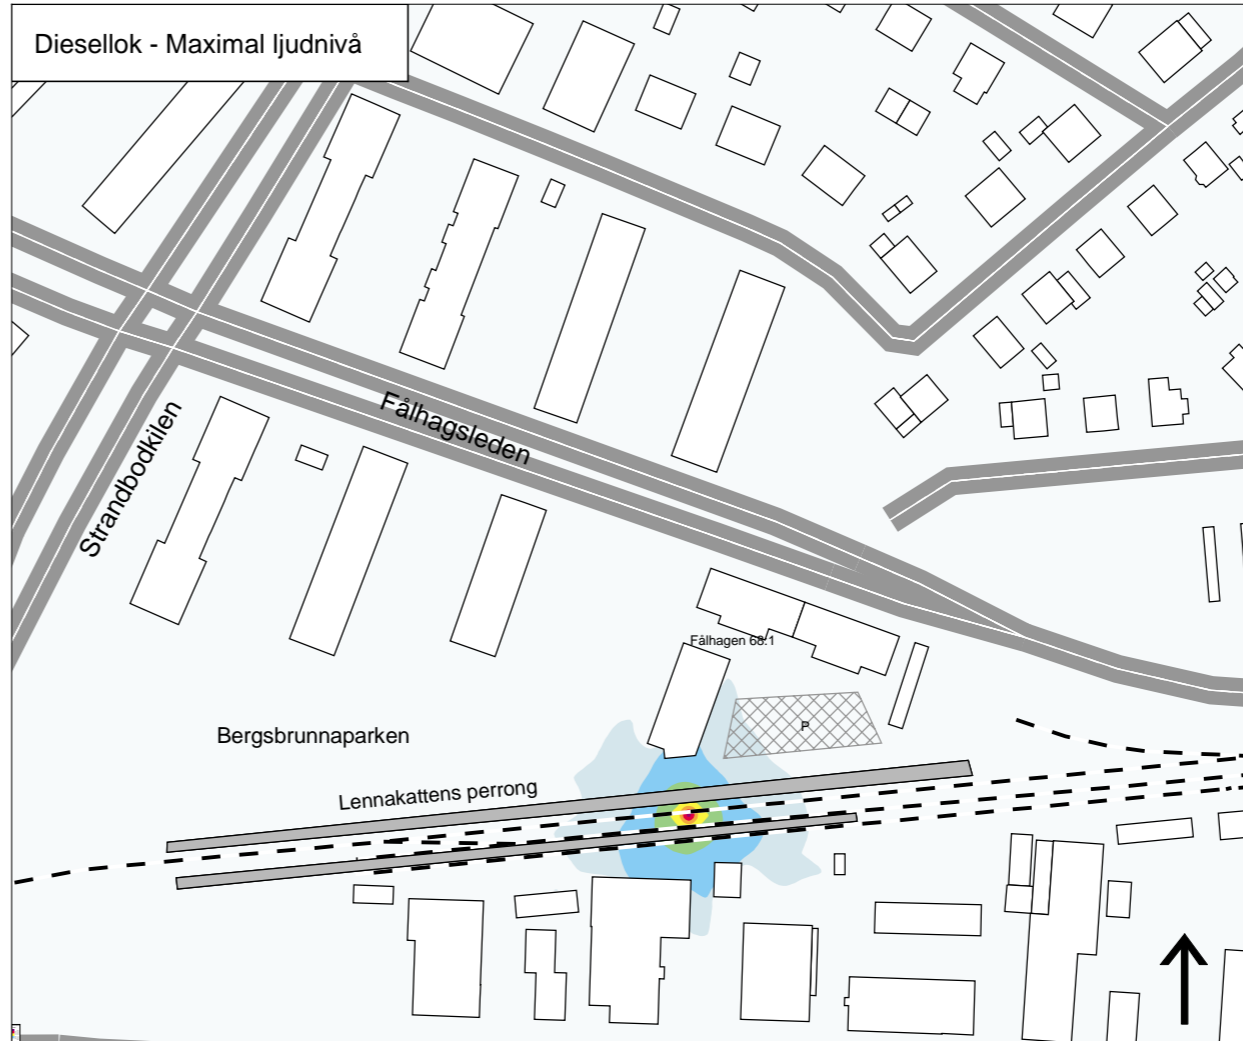 Diesellok - Maximal ljudnivå
Fålhagsleden
Strandbodkilen
Fålhagen 68:1
P
Bergsbrunnaparken
Lennakattens perrong